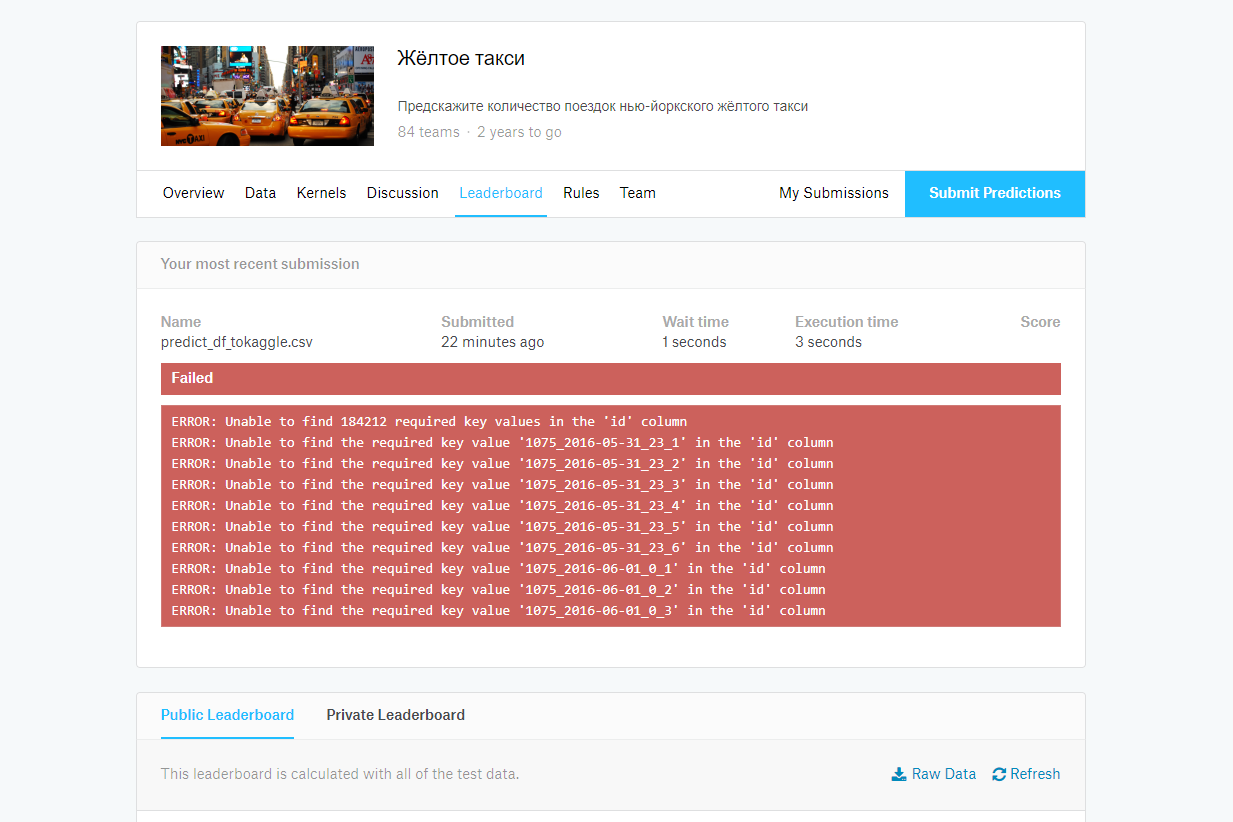 Жёлтое такси
Предскажите количество поездок нью-йоркского жёлтого такси
84 teams · 2 years to go
Overview Data Kernels Discussion Leaderboard Rules Team My Submissions Submit Predictions
Your most recent submission
Name Submitted Wait time Execution time Score
predict_df_tokaggle.csv 22 minutes ago 1 seconds 3 seconds
Failed
ERROR: Unable to find 184212 required key values in the 'id' column
ERROR: Unable to find the required key value '1075_2016-05-31_23_1' in the 'id' column
ERROR: Unable to find the required key value '1075_2016-05-31_23_2' in the 'id' column
ERROR: Unable to find the required key value '1075_2016-05-31_23_3' in the 'id' column
ERROR: Unable to find the required key value '1075_2016-05-31_23_4' in the 'id' column
ERROR: Unable to find the required key value '1075_2016-05-31_23_5' in the 'id' column
ERROR: Unable to find the required key value '1075_2016-05-31_23_6' in the 'id' column
ERROR: Unable to find the required key value '1075_2016-06-01_0_1' in the 'id' column
ERROR: Unable to find the required key value '1075_2016-06-01_0_2' in the 'id' column
ERROR: Unable to find the required key value '1075_2016-06-01_0_3' in the 'id' column
Public Leaderboard Private Leaderboard
This leaderboard is calculated with all of the test data. Raw Data Refresh